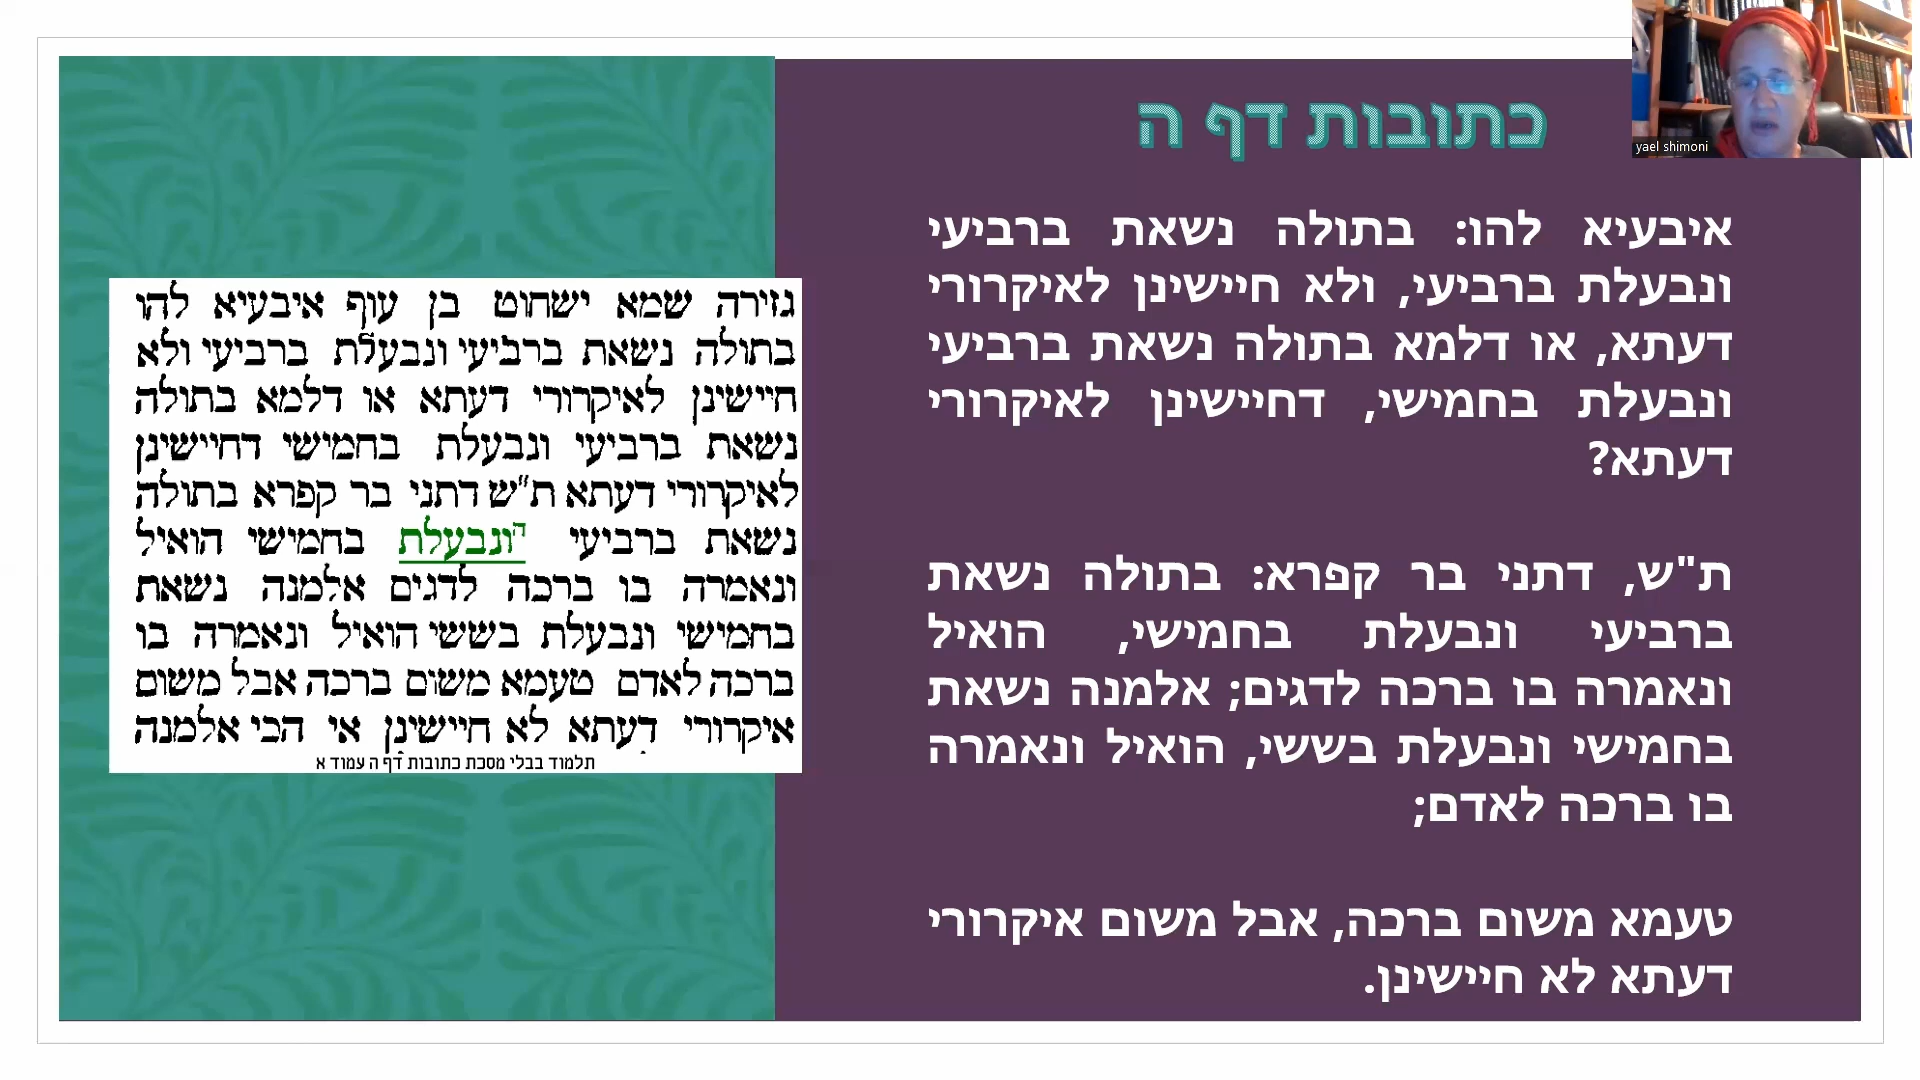 כתובות דף ה
איבעיא להו: בתולה נשאת ברביעי
ונבעלת ברביעי, ולא חיישינן לאיקרורי
דעתא, או דלמא בתולה נשאת ברביעי
ונבעלת בחמישי, דחיישינן לאיקרורי
דעתא?
ת"ש, דתני בר קפרא: בתולה נשאת
ברביעי ונבעלת בחמישי, הואיל
ונאמרה בו ברכה לדגים; אלמנה נשאת
בחמישי ונבעלת בששי, הואיל ונאמרה
בו ברכה לאדם;
טעמא משום ברכה, אבל משום איקרורי
דעתא לא חיישינן.
גזירה שמא ישחוט בן עוף איבעיא להו
בתולה נשאת ברביעי ונבעלת ברביעי ולא
חיישינן לאיקרורי דעתא או דלמא בתולה
נשאת ברביעי ונבעלת בחמישי דחיישינן
לאיקרורי דעתא ת"ש דתני בר קפרא בתולה
נשאת ברביעי הונבעלת בחמישי הואיל
ונאמרה בו ברכה לדגים אלמנה נשאת
בחמישי ונבעלת בששי הואיל ונאמרה בו
ברכה לאדם טעמא משום ברכה אבל משום
איקרורי דעתא לא חיישינן אי הכי אלמנה
תלמוד בבלי מסכת כתובות דף ה עמוד א
yael shimoni